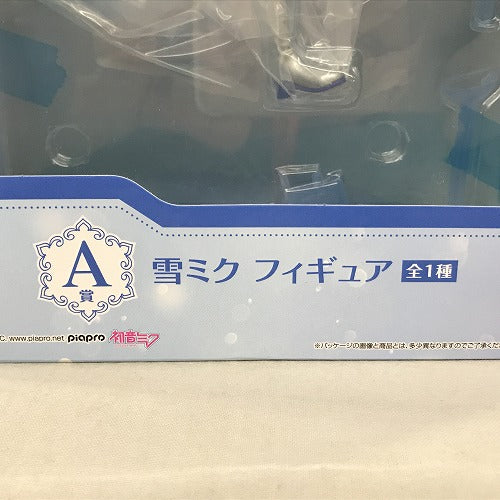 A賞
雪ミク フィギュア 全1種
C. www.piapro.net piapro 初音ミク
※パッケージの画像と商品とは、多少異なりますのでご了承くだ